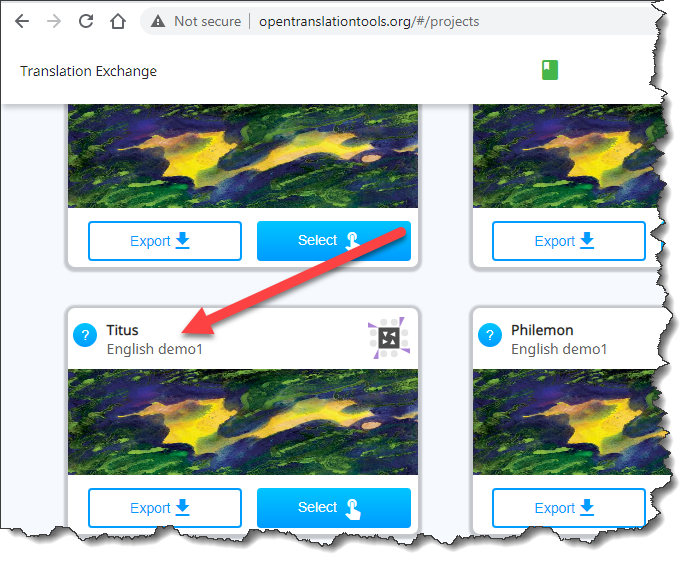 Not secure | opentranslationtools.org/#/projects
Translation Exchange
Export Select Export
? Titus ? Philemon
English demo1 English demo1
Export Select Export